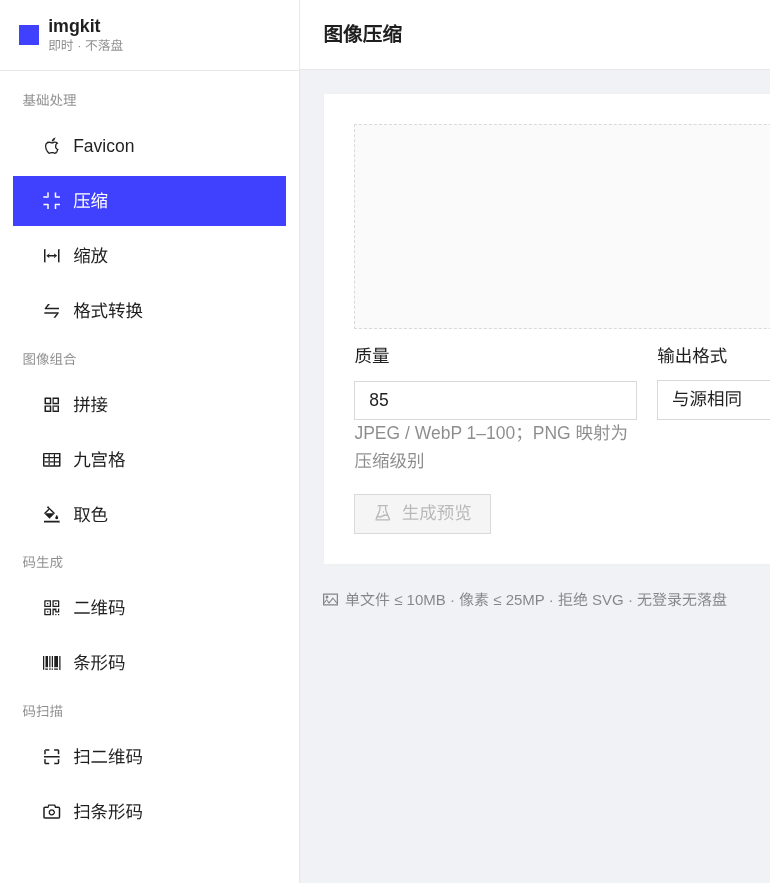 imgkit
即时 · 不落盘
基础处理
Favicon
压缩
缩放
格式转换
图像组合
拼接
九宫格
取色
码生成
二维码
条形码
码扫描
扫二维码
扫条形码
图像压缩
质量
85
JPEG / WebP 1–100；PNG 映射为
压缩级别
输出格式
与源相同
生成预览
单文件 ≤ 10MB · 像素 ≤ 25MP · 拒绝 SVG · 无登录无落盘